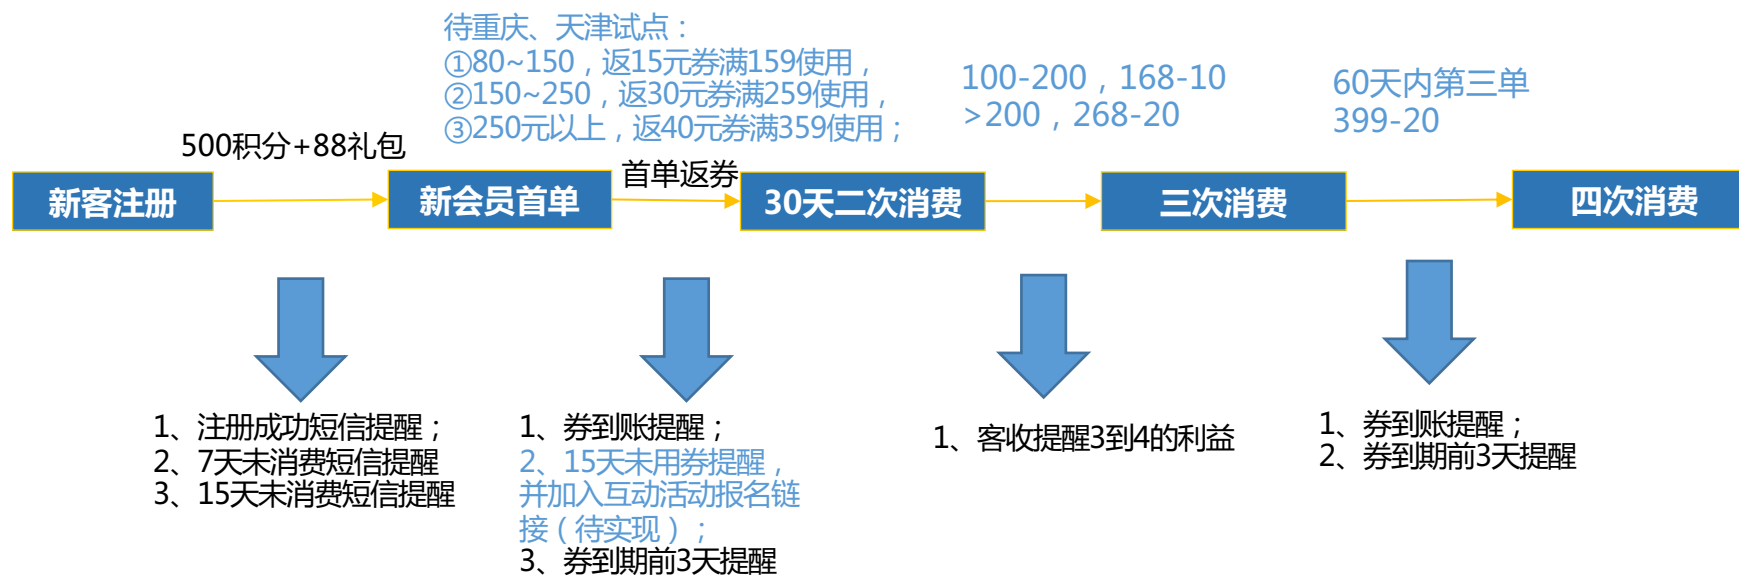 待重庆、天津试点：
①80~150，返15元券满159使用，
②150~250，返30元券满259使用，
③250元以上，返40元券满359使用；
100-200，168-10
>200，268-20
60天内第三单
399-20
500积分+88礼包
首单返券
新客注册
新会员首单
30天二次消费
三次消费
四次消费
1、注册成功短信提醒；
2、7天未消费短信提醒
3、15天未消费短信提醒
1、券到账提醒；
2、15天未用券提醒，
并加入互动活动报名链
接（待实现）；
3、券到期前3天提醒
1、客收提醒3到4的利益
1、券到账提醒；
2、券到期前3天提醒